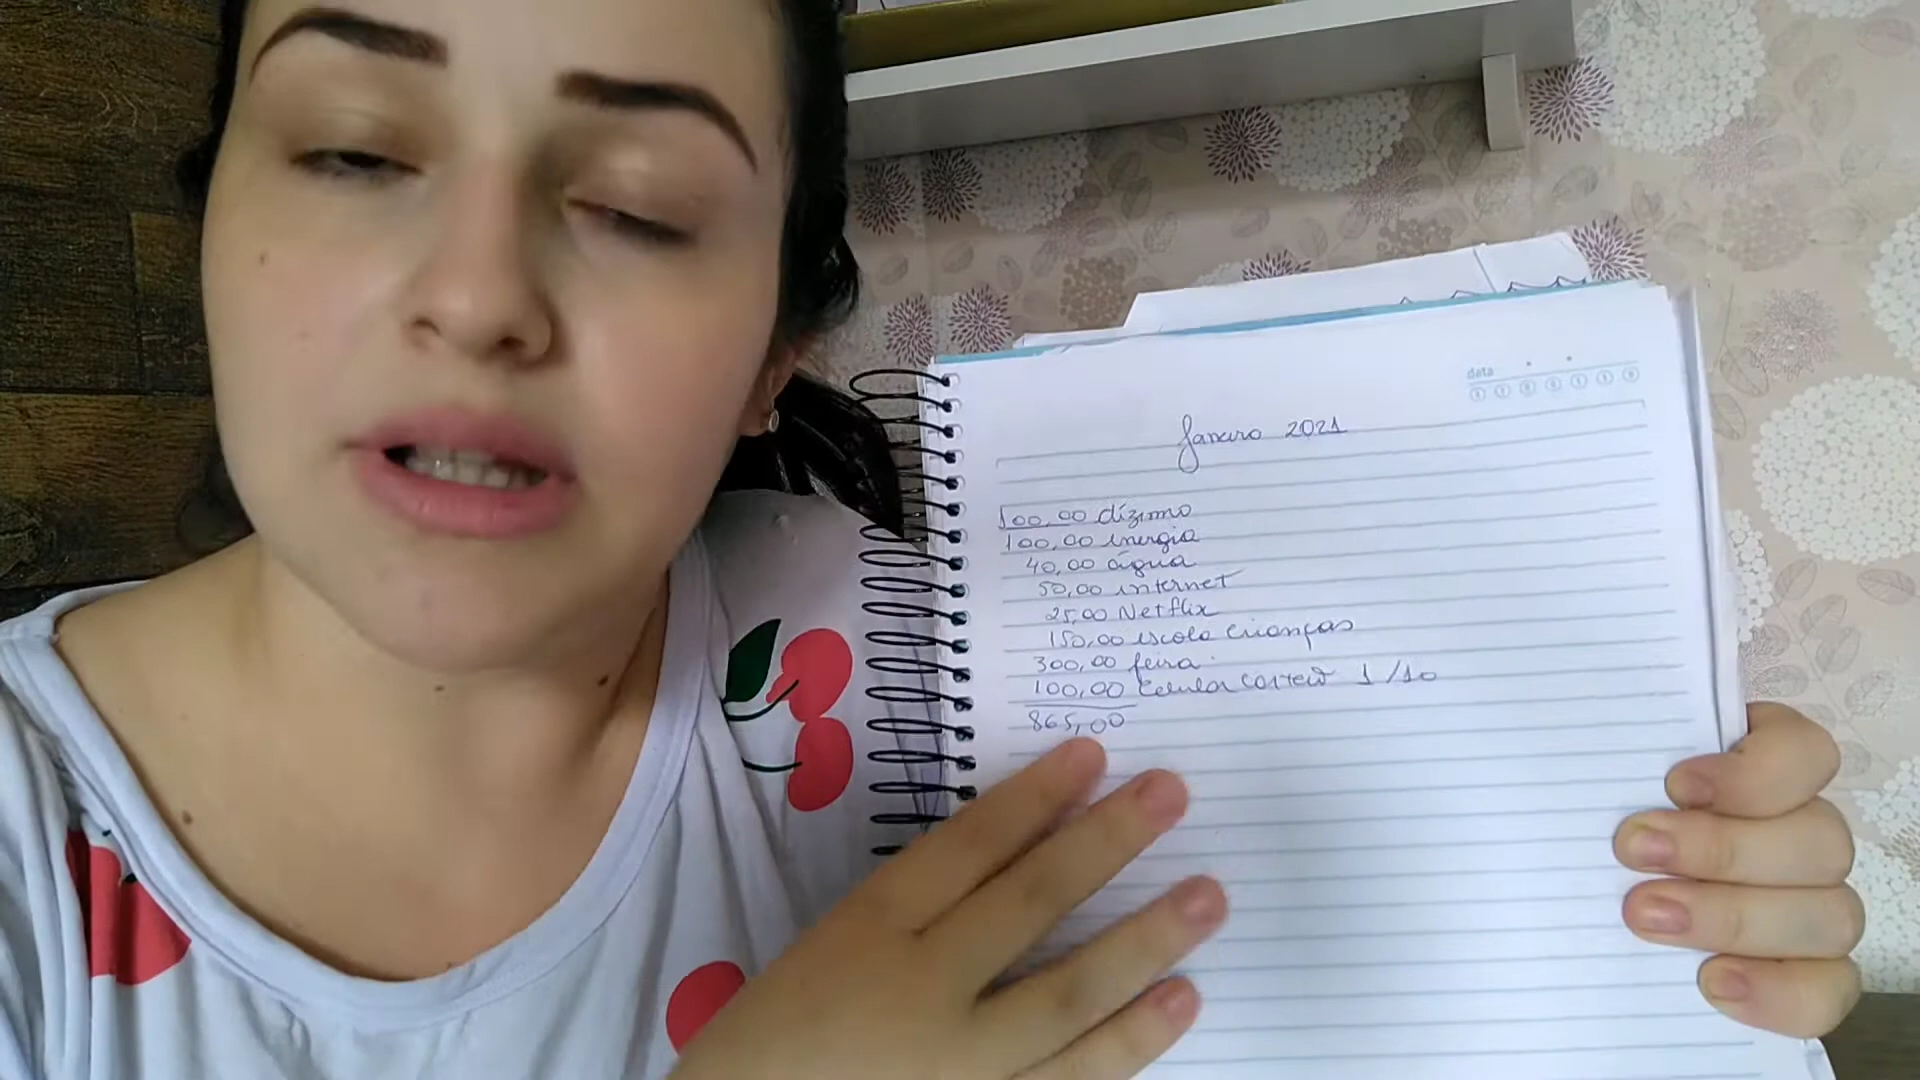 data
Janeiro 2021
100,00 dízimo
100,00 energia
40,00 água
50,00 internet
25,00 Netflix
150,00 escola crianças
300,00 feira
100,00 Celular correio 1/10
865,00